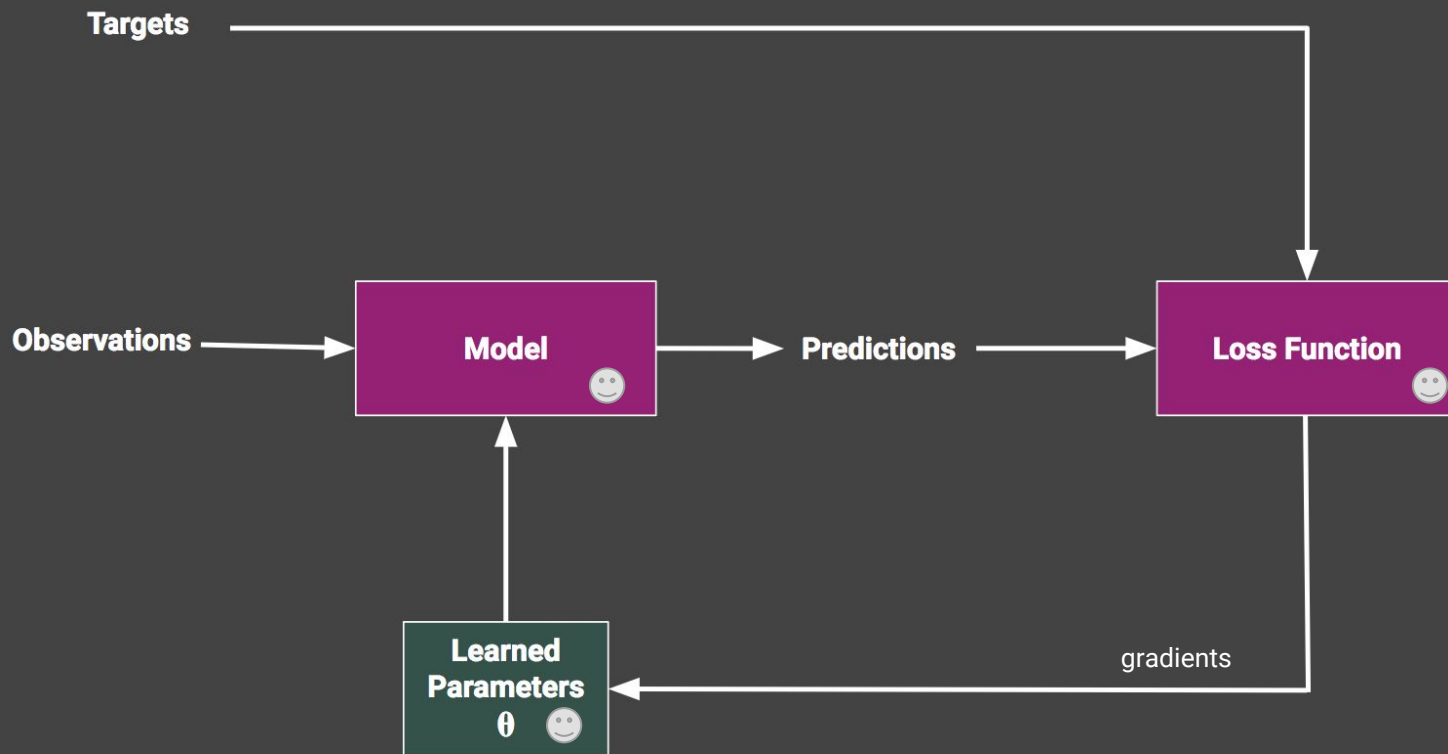 Targets
Observations
Model
Predictions
Loss Function
Learned
Parameters
θ
gradients